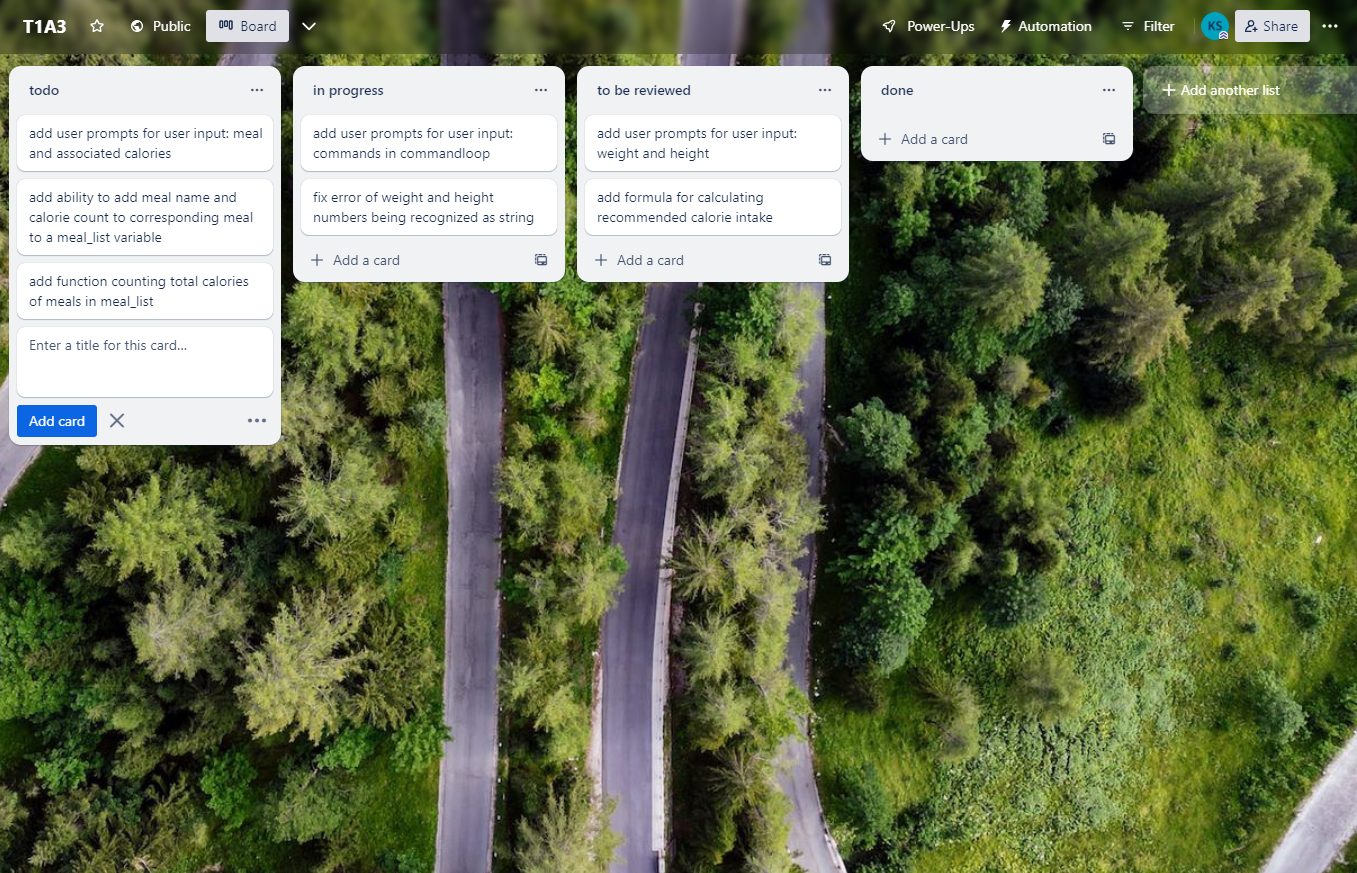 T1A3
Public
Board
Power-Ups
Automation
Filter
KS
Share
todo
add user prompts for user input: meal
and associated calories
add ability to add meal name and
calorie count to corresponding meal
to a meal_list variable
add function counting total calories
of meals in meal_list
Enter a title for this card...
Add card
in progress
add user prompts for user input:
commands in commandloop
fix error of weight and height
numbers being recognized as string
Add a card
to be reviewed
add user prompts for user input:
weight and height
add formula for calculating
recommended calorie intake
Add a card
done
Add a card
Add another list